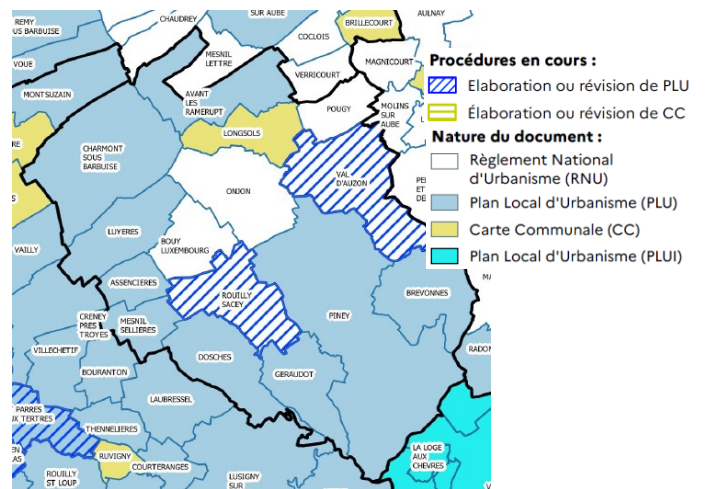 REMY
OUS BARBUISE
CHAUDREY
SUR AUBE
COCLOIS
BRILLECOURT
AULNAY
VOUE
MESNIL
LETTRE
VERRICOURT
MAGNICOURT
MONTSUZAIN
AVANT
LES
RAMERUPT
POUGY
MOLINS
SUR
AUBE
LONGSOLS
CHARMONT
SOUS
BARBUISE
VAL
D'AUZON
ONJON
LUYERES
BOUY
LUXEMBOURG
VAILLY
ASSENCIERES
ROUILLY
SACEY
PINEY
BREVONNES
CRENEY
PRES
TROYES
MESNIL
SELLIERES
VILLECHETIF
DOSCHES
BOURANTON
GERAUDOT
LAUBRESSEL
PARRES
UX TERTRES
THENNELIERES
RUVIGNY
COURTERANGES
LA LOGE
AUX
CHEVRES
ROUILLY
ST LOUP
LUSIGNY
SUR
Procédures en cours :
Elaboration ou révision de PLU
Élaboration ou révision de CC
Nature du document :
Règlement National
d'Urbanisme (RNU)
Plan Local d'Urbanisme (PLU)
Carte Communale (CC)
Plan Local d'Urbanisme (PLUI)